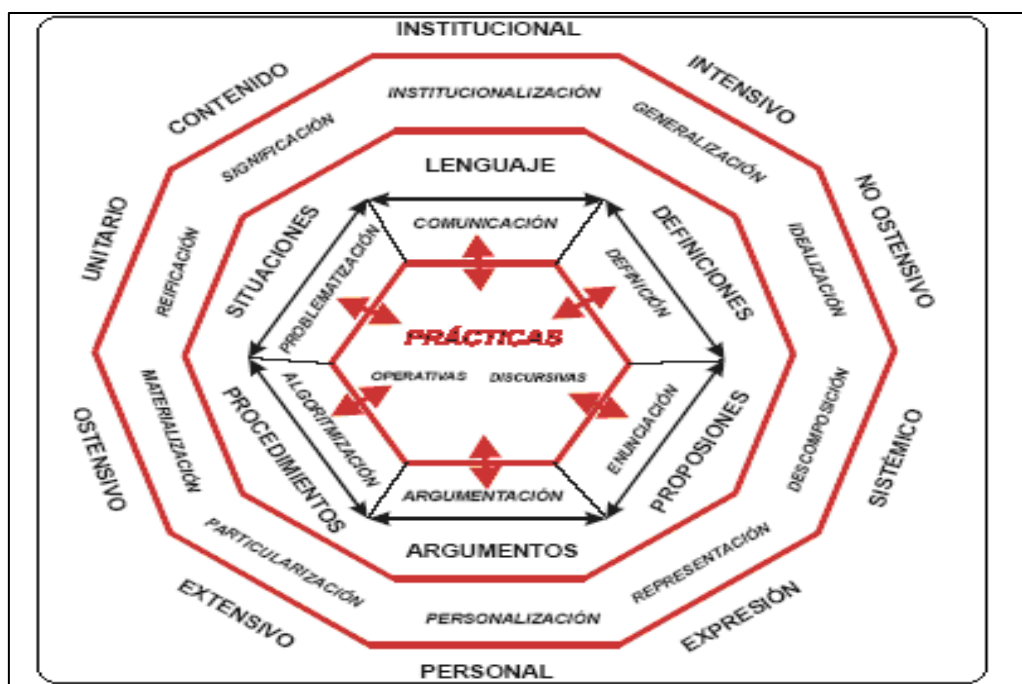 INSTITUCIONAL
CONTENIDO
INTENSIVO
INSTITUCIONALIZACIÓN
SIGNIFICACIÓN
GENERALIZACIÓN
LENGUAJE
UNITARIO
NO OSTENSIVO
REIFICACIÓN
IDEALIZACIÓN
SITUACIONES
DEFINICIONES
COMUNICACIÓN
PROBLEMATIZACIÓN
DEFINICIÓN
PRÁCTICAS
OPERATIVAS DISCURSIVAS
ALGORITMIZACIÓN
ENUNCIACIÓN
PROCEDIMIENTOS
PROPOSIONES
MATERIALIZACIÓN
DESCOMPOSICIÓN
OSTENSIVO
SISTÉMICO
ARGUMENTACIÓN
ARGUMENTOS
PARTICULARIZACIÓN
REPRESENTACIÓN
PERSONALIZACIÓN
EXTENSIVO
EXPRESIÓN
PERSONAL